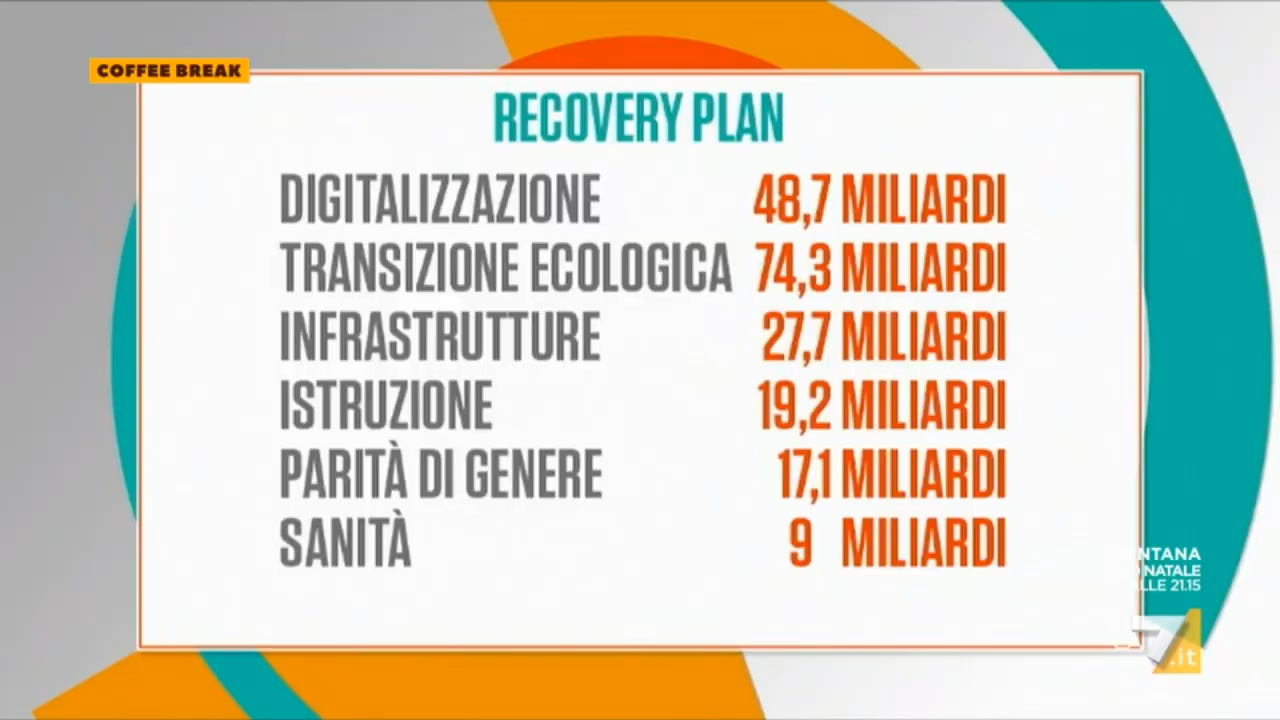 COFFEE BREAK
RECOVERY PLAN
DIGITALIZZAZIONE 48,7 MILIARDI
TRANSIZIONE ECOLOGICA 74,3 MILIARDI
INFRASTRUTTURE 27,7 MILIARDI
ISTRUZIONE 19,2 MILIARDI
PARITÀ DI GENERE 17,1 MILIARDI
SANITÀ 9 MILIARDI
NATALE
21.15
7.it